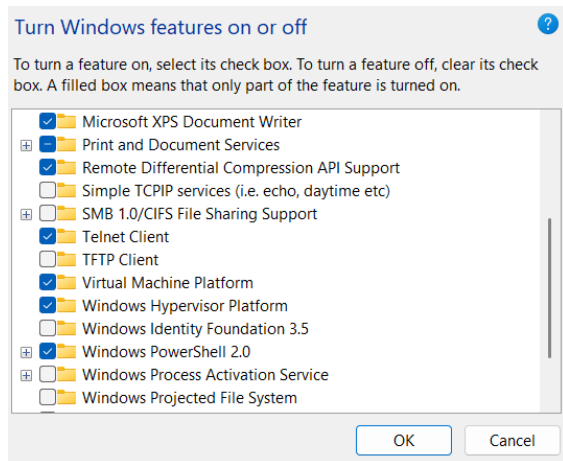 Turn Windows features on or off
?
To turn a feature on, select its check box. To turn a feature off, clear its check
box. A filled box means that only part of the feature is turned on.
Microsoft XPS Document Writer
Print and Document Services
Remote Differential Compression API Support
Simple TCPIP services (i.e. echo, daytime etc)
SMB 1.0/CIFS File Sharing Support
Telnet Client
TFTP Client
Virtual Machine Platform
Windows Hypervisor Platform
Windows Identity Foundation 3.5
Windows PowerShell 2.0
Windows Process Activation Service
Windows Projected File System
OK Cancel